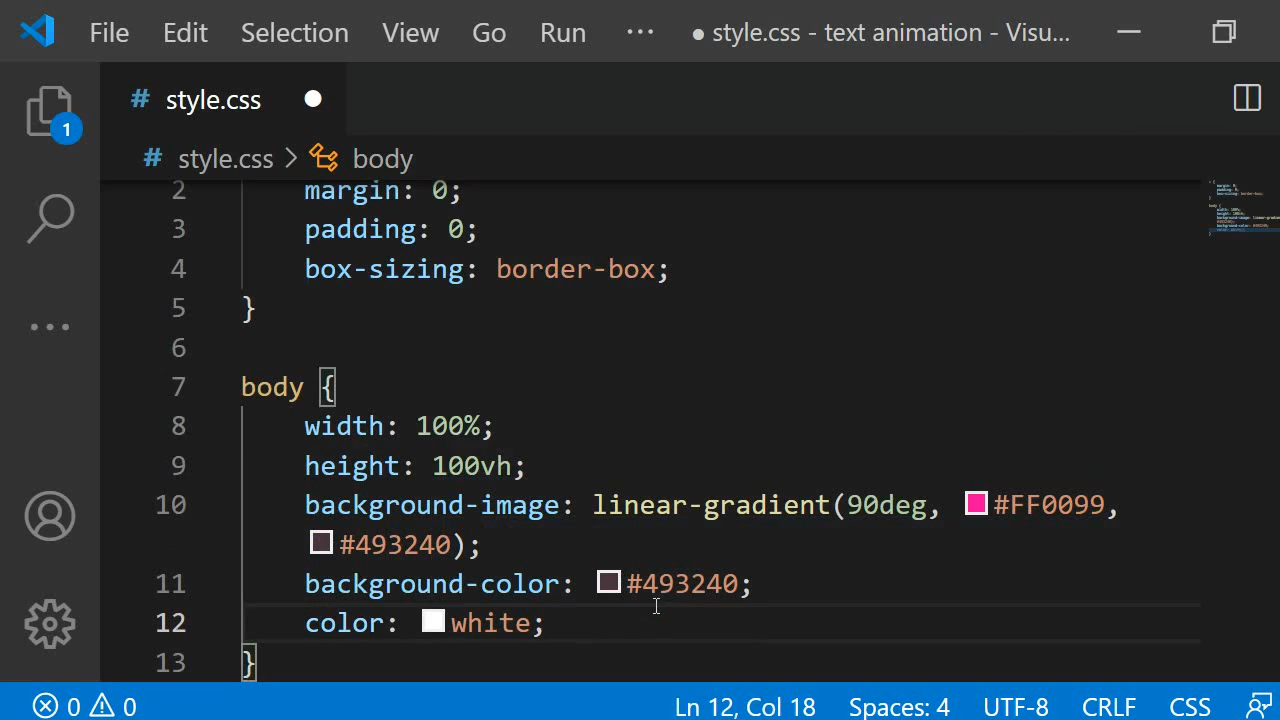 File Edit Selection View Go Run ··· ● style.css - text animation - Visu...
# style.css ●
1
# style.css > body
2 margin: 0;
3 padding: 0;
4 box-sizing: border-box;
5 }
6
7 body {
8 width: 100%;
9 height: 100vh;
10 background-image: linear-gradient(90deg, #FF0099,
#493240);
11 background-color: #493240;
12 color: white;
13 }
0 0 Ln 12, Col 18 Spaces: 4 UTF-8 CRLF CSS